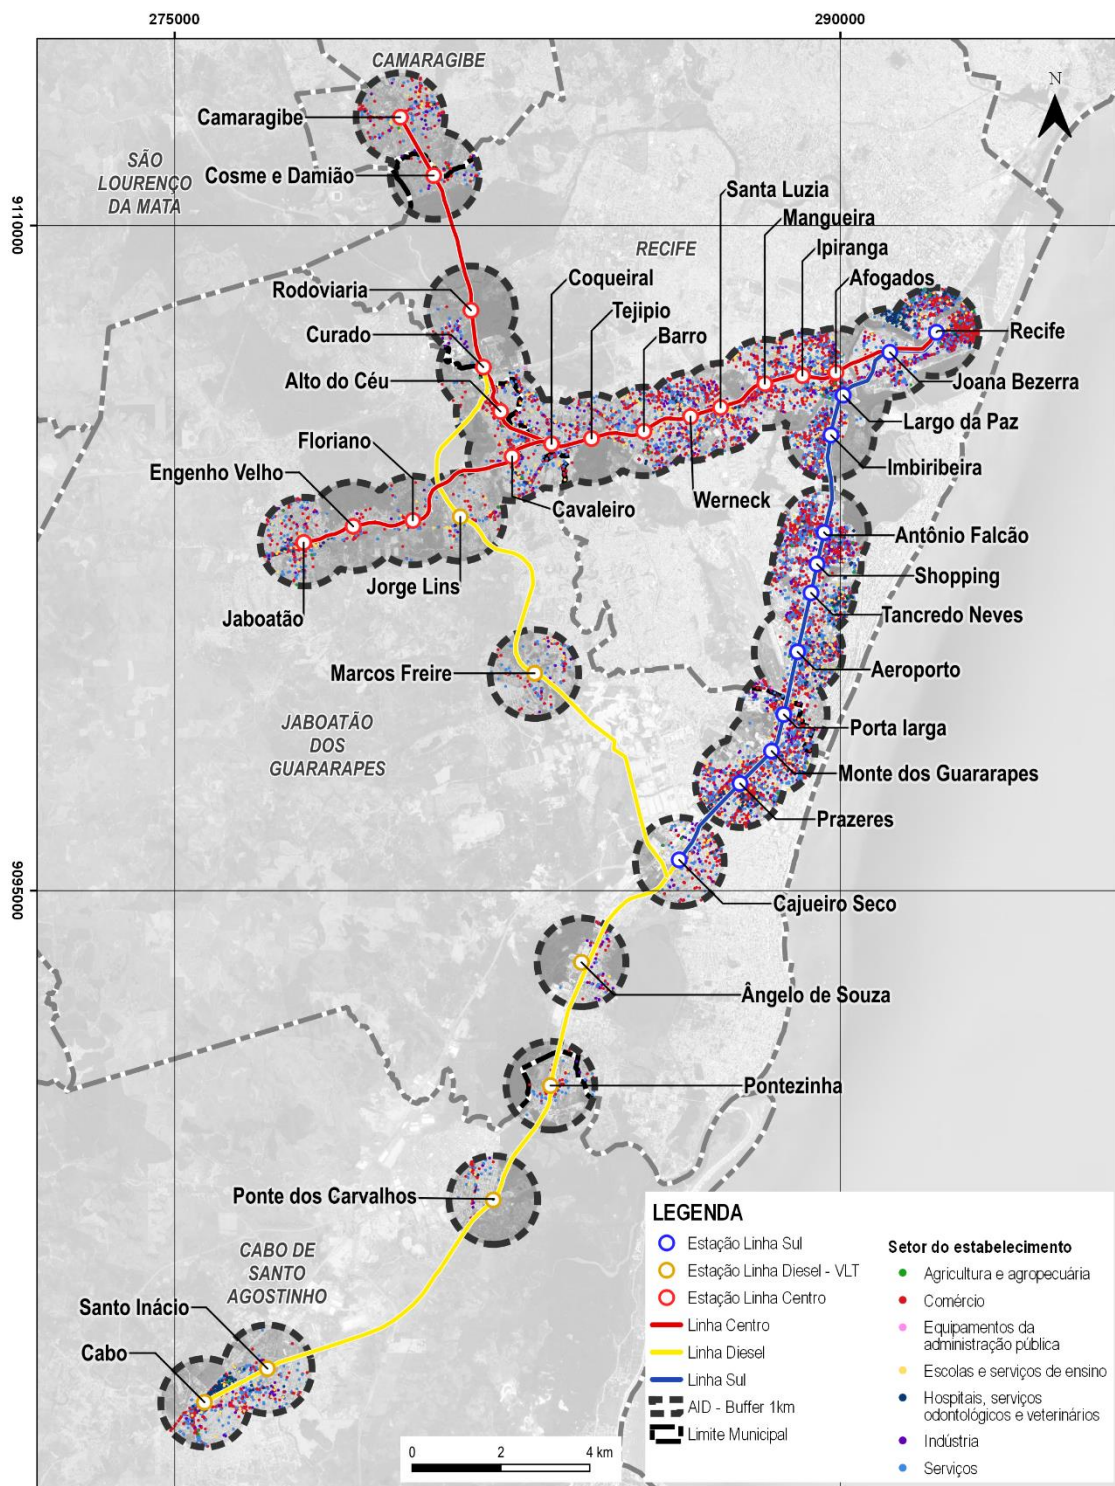 275000
290000
CAMARAGIBE
N
Camaragibe
SÃO
LOURENÇO
DA MATA
Cosme e Damião
Santa Luzia
9110000
Mangueira
RECIFE
Ipiranga
Coqueiral
Afogados
Rodoviaria
Tejipio
Curado
Barro
Recife
Alto do Céu
Joana Bezerra
Largo da Paz
Floriano
Imbiribeira
Engenho Velho
Werneck
Cavaleiro
Antônio Falcão
Shopping
Jorge Lins
Tancredo Neves
Jaboatão
Aeroporto
Marcos Freire
JABOATÃO
DOS
GUARARAPES
Porta larga
Monte dos Guararapes
Prazeres
9095000
Cajueiro Seco
Ângelo de Souza
Pontezinha
Ponte dos Carvalhos
CABO DE
SANTO
AGOSTINHO
Santo Inácio
Cabo
LEGENDA
Estação Linha Sul
Estação Linha Diesel - VLT
Estação Linha Centro
Linha Centro
Linha Diesel
Linha Sul
AID - Buffer 1km
Limite Municipal
Setor do estabelecimento
Agricultura e agropecuária
Comércio
Equipamentos da
administração pública
Escolas e serviços de ensino
Hospitais, serviços
odontológicos e veterinários
Indústria
Serviços
0 2 4 km